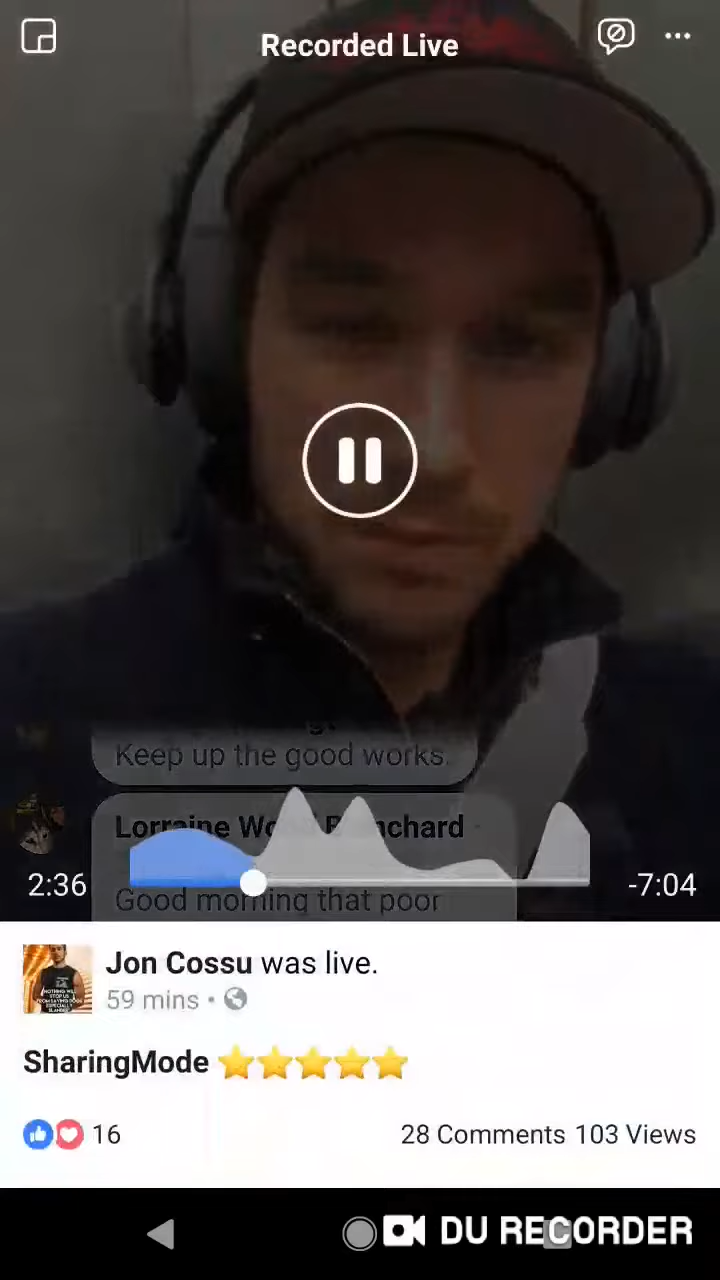 Recorded Live
Keep up the good works.
Lorraine
2:36
-7:04
Good morning that poor
Jon Cossu was live.
59 mins
SharingMode ⭐⭐⭐⭐⭐
16
28 Comments 103 Views
DU RECORDER